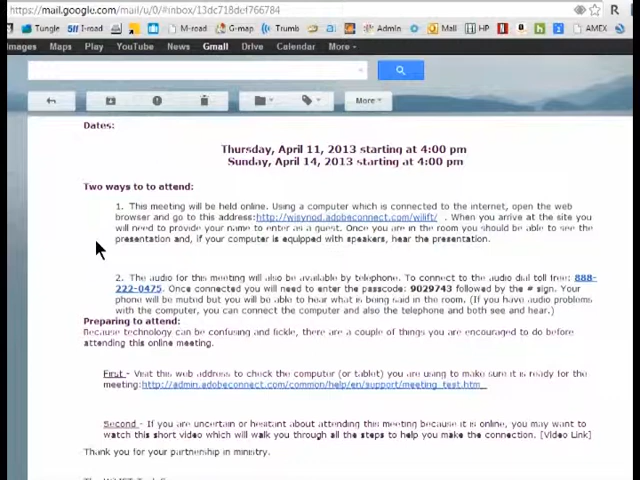 https://mail.google.com/mail/u/0/#inbox/13dc718def766784
Tungle I-road M-road G-map Thumb Admin Mail HP AMEX
Images Maps Play YouTube News Gmail Drive Calendar More
More
Dates:
Thursday, April 11, 2013 starting at 4:00 pm
Sunday, April 14, 2013 starting at 4:00 pm
Two ways to to attend:
1. This meeting will be held online. Using a computer which is connected to the internet, open the web
browser and go to this address:http://wisynod.adobeconnect.com/wilift/ . When you arrive at the site you
will need to provide your name to enter as a guest. Once you are in the room you should be able to see the
presentation and, if your computer is equipped with speakers, hear the presentation.
2. The audio for this meeting will also be available by telephone. To connect to the audio dial toll free: 888-
222-0475. Once connected you will need to enter the passcode: 9029743 followed by the # sign. Your
phone will be muted but you will be able to hear what is being said in the room. (If you have audio problems
with the computer, you can connect the computer and also the telephone and both see and hear.)
Preparing to attend:
Because technology can be confusing and fickle, there are a couple of things you are encouraged to do before
attending this online meeting.
First - Visit this web address to check the computer (or tablet) you are using to make sure it is ready for the
meeting:http://admin.adobeconnect.com/common/help/en/support/meeting_test.htm
Second - If you are uncertain or hesitant about attending this meeting because it is online, you may want to
watch this short video which will walk you through all the steps to help you make the connection. [Video Link]
Thank you for your partnership in ministry.